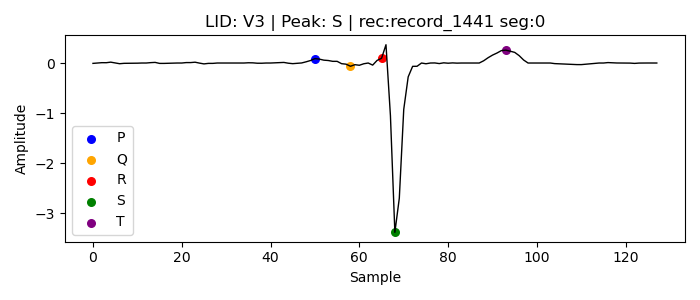 LID: V3 | Peak: S | rec:record_1441 seg:0
Amplitude
0
−1
−2
−3
P
Q
R
S
T
0 20 40 60 80 100 120
Sample